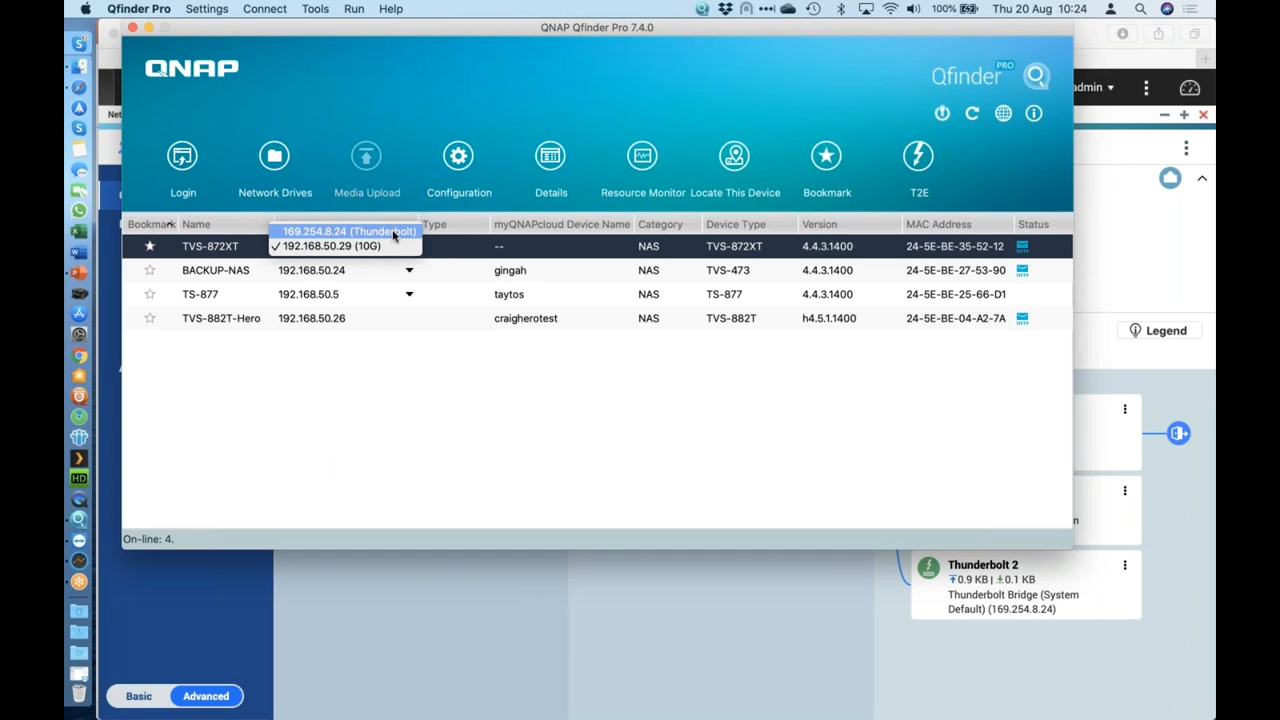 Qfinder Pro Settings Connect Tools Run Help 100% Thu 20 Aug 10:24
QNAP Qfinder Pro 7.4.0
QNAP
Qfinder PRO
admin
Net
Login Network Drives Media Upload Configuration Details Resource Monitor Locate This Device Bookmark T2E
Bookmark Name Type myQNAPcloud Device Name Category Device Type Version MAC Address Status
169.254.8.24 (Thunderbolt)
TVS-872XT ✓ 192.168.50.29 (10G) -- NAS TVS-872XT 4.4.3.1400 24-5E-BE-35-52-12
BACKUP-NAS 192.168.50.24 gingah NAS TVS-473 4.4.3.1400 24-5E-BE-27-53-90
TS-877 192.168.50.5 taytos NAS TS-877 4.4.3.1400 24-5E-BE-25-66-D1
TVS-882T-Hero 192.168.50.26 craigherotest NAS TVS-882T h4.5.1.1400 24-5E-BE-04-A2-7A
Legend
On-line: 4.
Thunderbolt 2
0.9 KB | 0.1 KB
Thunderbolt Bridge (System
Default) (169.254.8.24)
HD
Basic Advanced